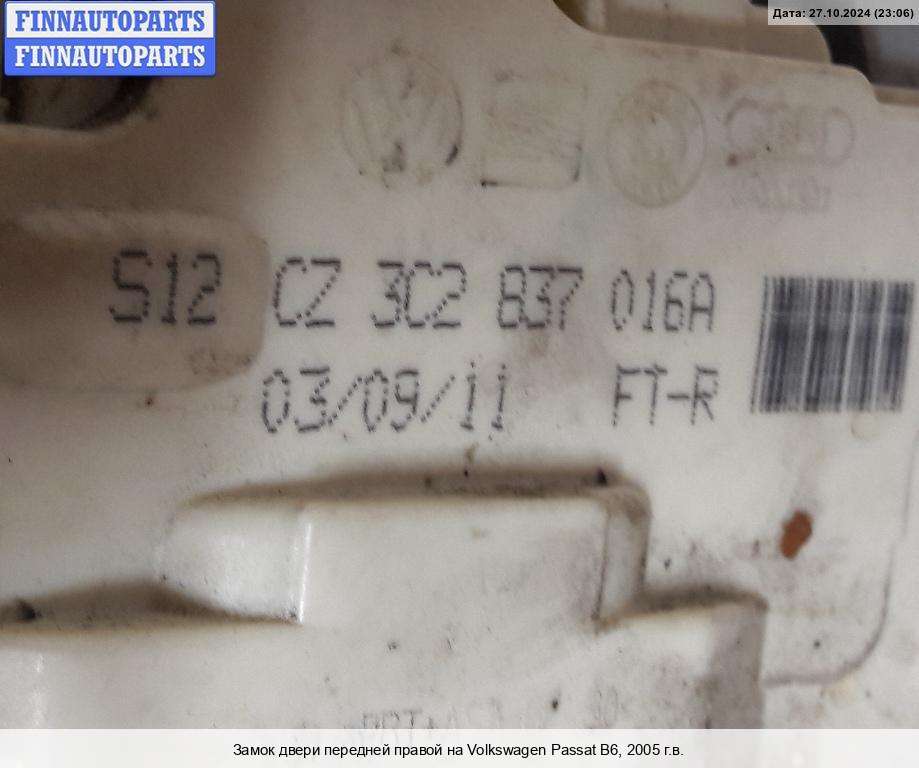 FINNAUTOPARTS
FINNAUTOPARTS
Дата: 27.10.2024 (23:06)
S12 CZ 3C2 837 016A
03/09/11 FT-R
Замок двери передней правой на Volkswagen Passat B6, 2005 г.в.